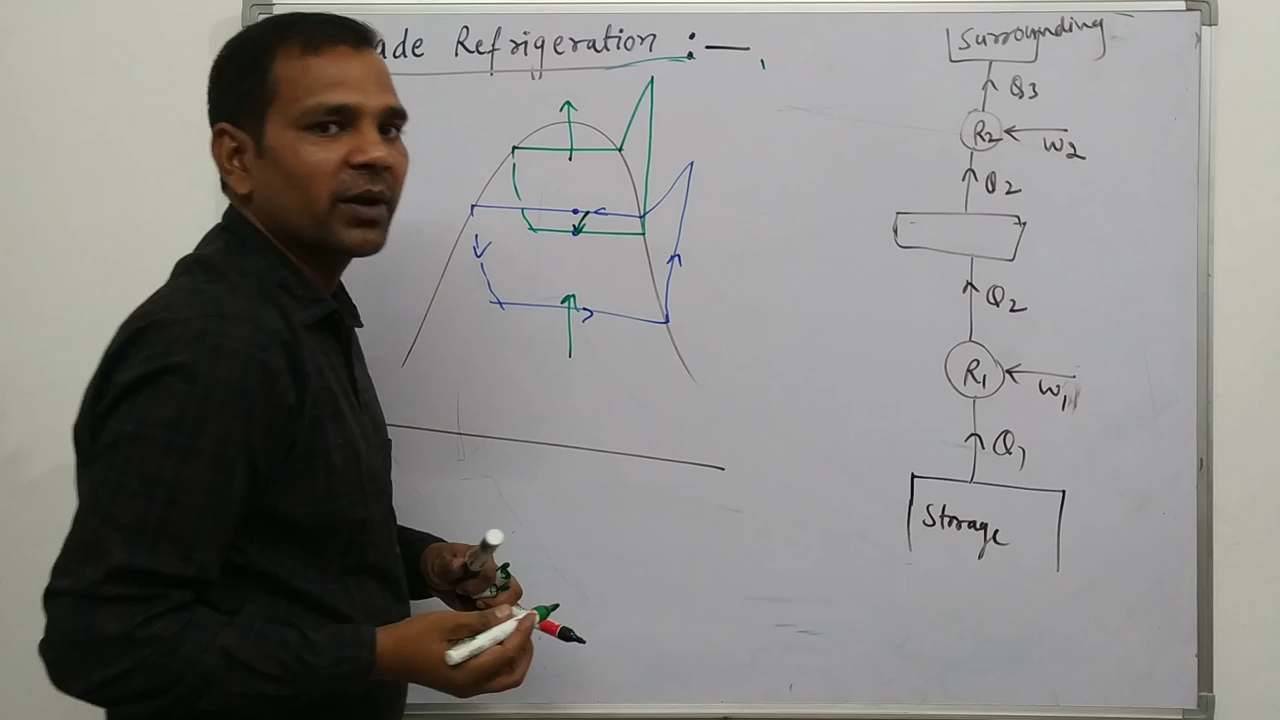 ade Refrigeration :—
Surrounding
Q3
R2
W2
Q2
Q2
R1
W1
Q1
Storage